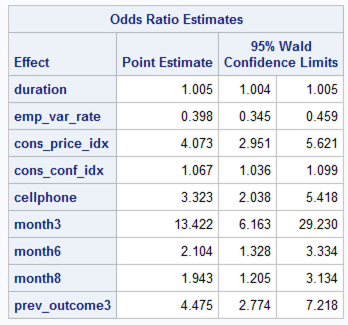 Odds Ratio Estimates
Effect Point Estimate 95% Wald Confidence Limits
duration 1.005 1.004 1.005
emp_var_rate 0.398 0.345 0.459
cons_price_idx 4.073 2.951 5.621
cons_conf_idx 1.067 1.036 1.099
cellphone 3.323 2.038 5.418
month3 13.422 6.163 29.230
month6 2.104 1.328 3.334
month8 1.943 1.205 3.134
prev_outcome3 4.475 2.774 7.218